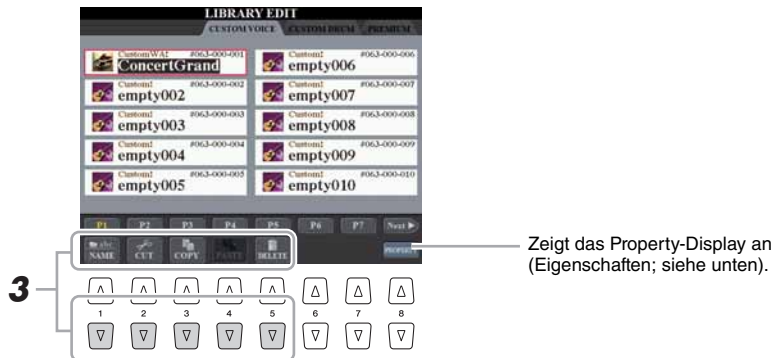 LIBRARY EDIT
CUSTOM VOICE CUSTOM DRUM PREMIUM
CustomWA! #063-000-001
ConcertGrand
Custom! #063-000-002
empty002
Custom! #063-000-003
empty003
Custom! #063-000-004
empty004
Custom! #063-000-005
empty005
Custom! #063-000-006
empty006
Custom! #063-000-007
empty007
Custom! #063-000-008
empty008
Custom! #063-000-009
empty009
Custom! #063-000-010
empty010
P1 P2 P3 P4 P5 P6 P7 Next
abc
NAME CUT COPY PASTE DELETE PROPERTY
Zeigt das Property-Display an
(Eigenschaften; siehe unten).
3
1 2 3 4 5 6 7 8